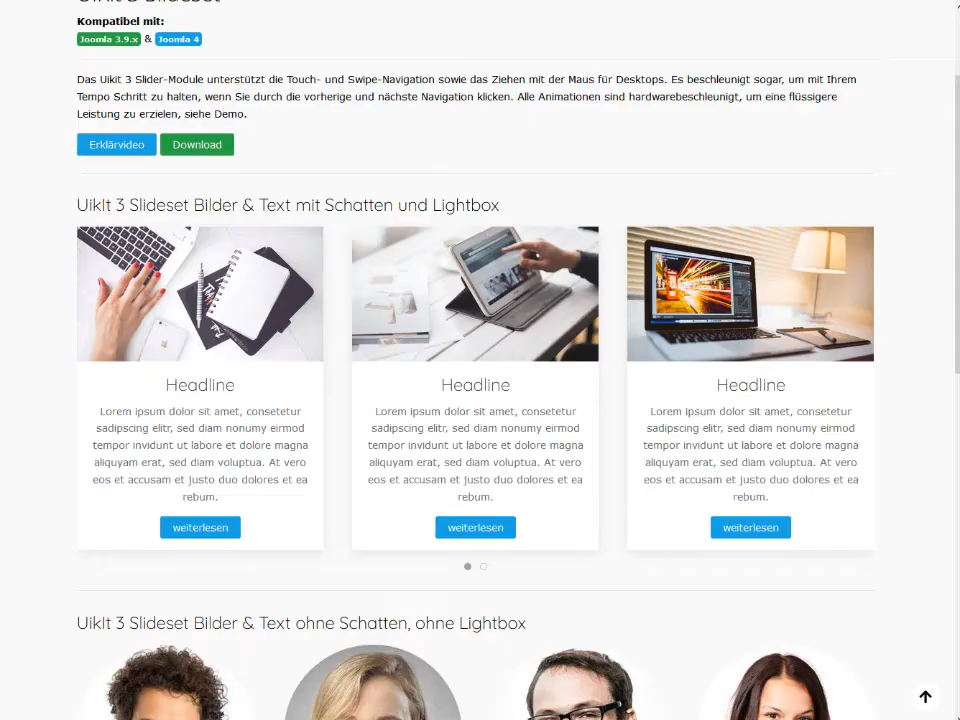 Uikit 3 Slideset
Kompatibel mit:
Joomla 3.9.x & Joomla 4
Das Uikit 3 Slider-Module unterstützt die Touch- und Swipe-Navigation sowie das Ziehen mit der Maus für Desktops. Es beschleunigt sogar, um mit Ihrem
Tempo Schritt zu halten, wenn Sie durch die vorherige und nächste Navigation klicken. Alle Animationen sind hardwarebeschleunigt, um eine flüssigere
Leistung zu erzielen, siehe Demo.
Erklärvideo Download
UikIt 3 Slideset Bilder & Text mit Schatten und Lightbox
Headline
Lorem ipsum dolor sit amet, consetetur
sadipscing elitr, sed diam nonumy eirmod
tempor invidunt ut labore et dolore magna
aliquyam erat, sed diam voluptua. At vero
eos et accusam et justo duo dolores et ea
rebum.
weiterlesen
Headline
Lorem ipsum dolor sit amet, consetetur
sadipscing elitr, sed diam nonumy eirmod
tempor invidunt ut labore et dolore magna
aliquyam erat, sed diam voluptua. At vero
eos et accusam et justo duo dolores et ea
rebum.
weiterlesen
Headline
Lorem ipsum dolor sit amet, consetetur
sadipscing elitr, sed diam nonumy eirmod
tempor invidunt ut labore et dolore magna
aliquyam erat, sed diam voluptua. At vero
eos et accusam et justo duo dolores et ea
rebum.
weiterlesen
UikIt 3 Slideset Bilder & Text ohne Schatten, ohne Lightbox